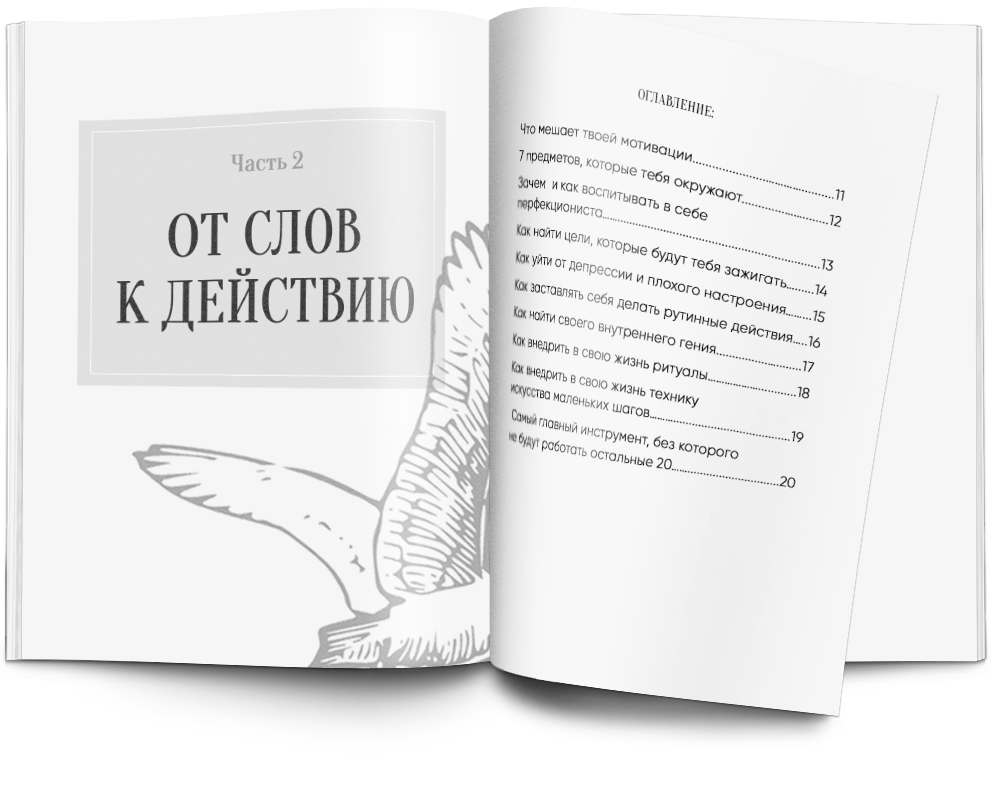 Часть 2
ОТ СЛОВ
К ДЕЙСТВИЮ
ОГЛАВЛЕНИЕ:
Что мешает твоей мотивации.......................................11
7 предметов, которые тебя окружают........................12
Зачем и как воспитывать в себе
перфекциониста..........................................................13
Как найти цели, которые будут тебя зажигать........14
Как уйти от депрессии и плохого настроения........15
Как заставлять себя делать рутинные действия.....16
Как найти своего внутреннего гения........................17
Как внедрить в свою жизнь ритуалы.........................18
Как внедрить в свою жизнь технику
искусства маленьких шагов........................................19
Самый главный инструмент, без которого
не будут работать остальные 20..............................20